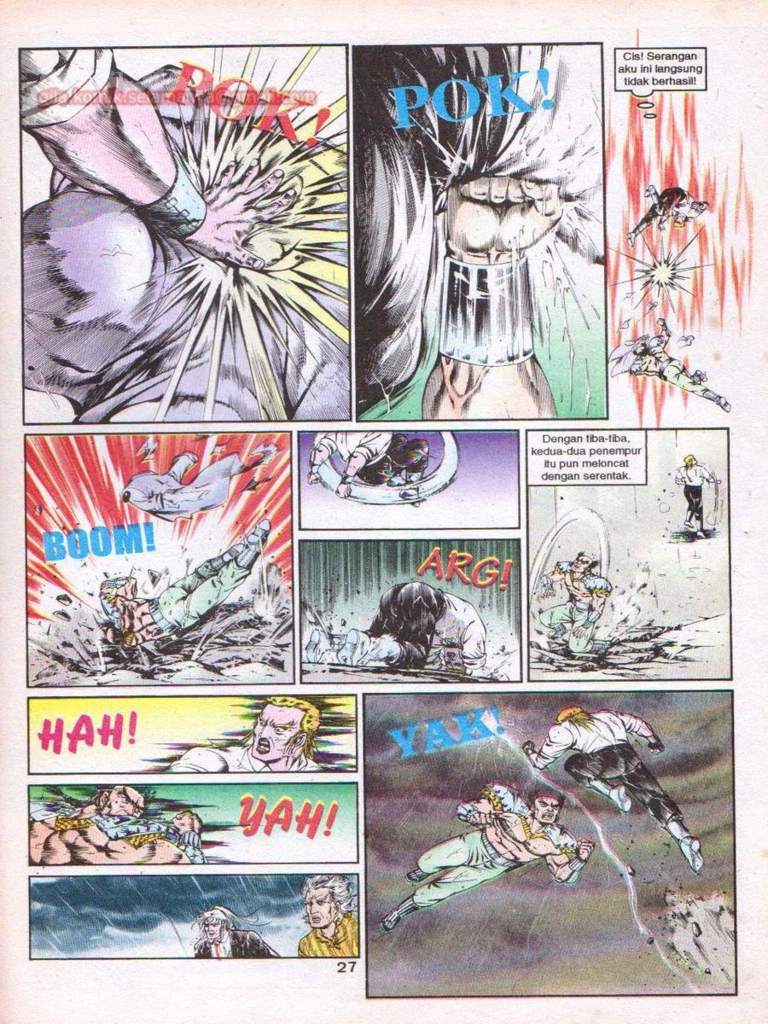 POK!
POK!
Cis! Serangan
aku ini langsung
tidak berhasil!
BOOM!
ARG!
Dengan tiba-tiba,
kedua-dua penempur
itu pun meloncat
dengan serentak.
HAH!
YAH!
YAK!
27